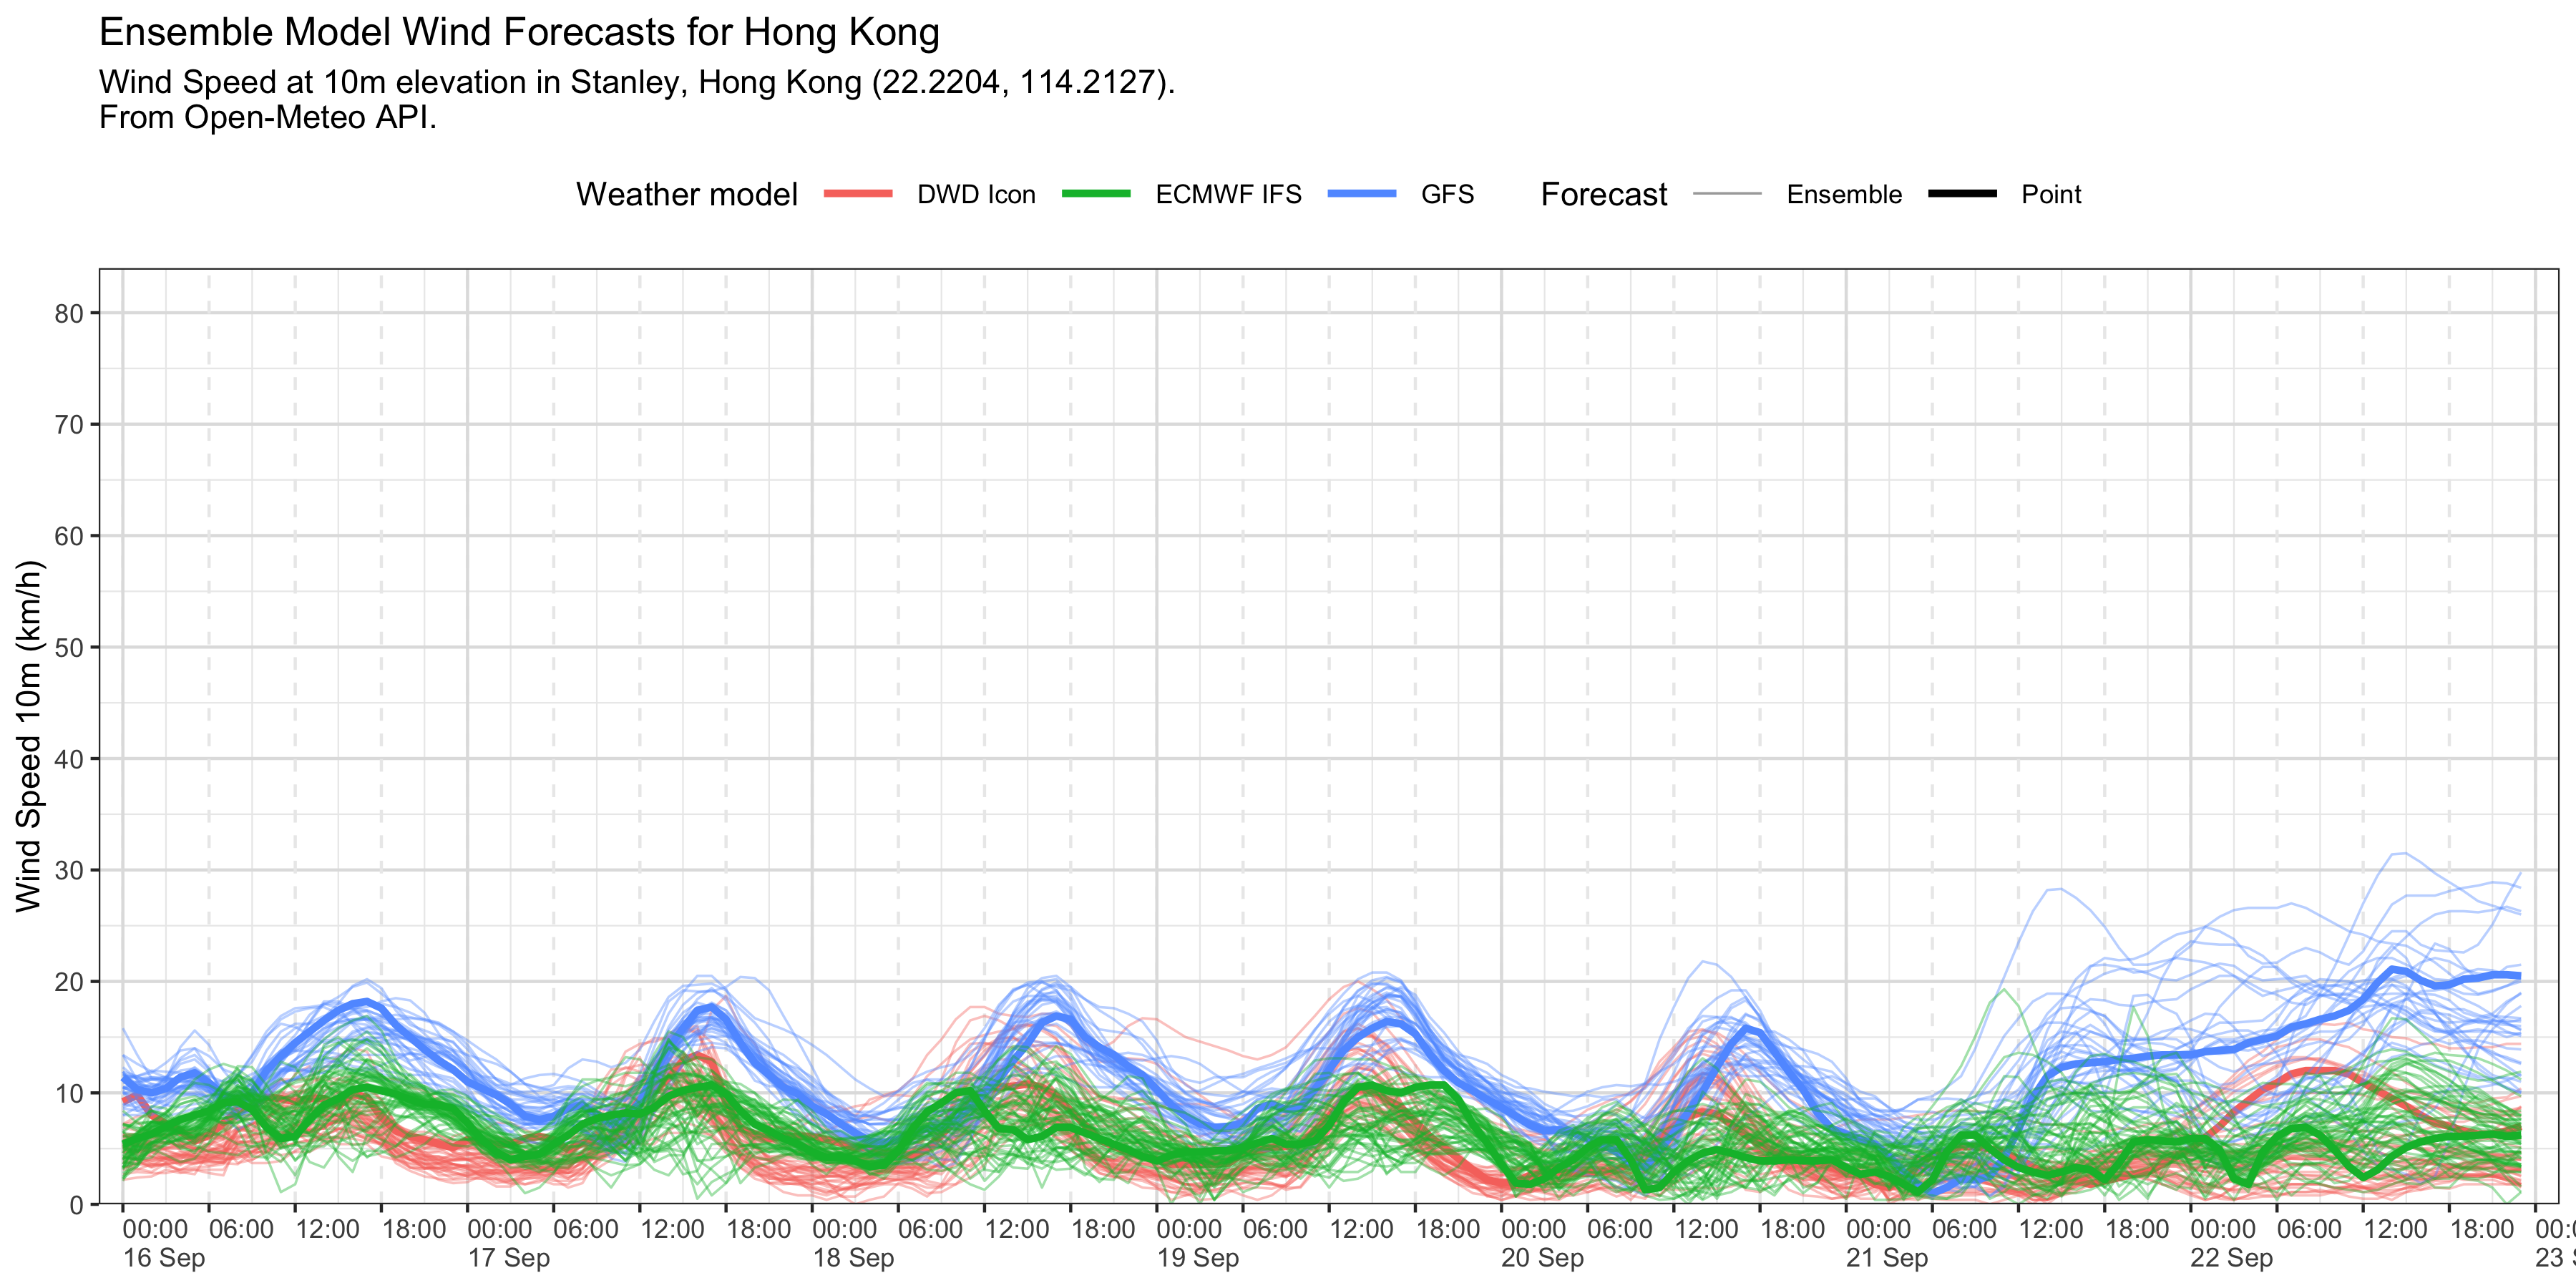 Ensemble Model Wind Forecasts for Hong Kong
Wind Speed at 10m elevation in Stanley, Hong Kong (22.2204, 114.2127).
From Open-Meteo API.
Weather model DWD Icon ECMWF IFS GFS Forecast Ensemble Point
Wind Speed 10m (km/h)
80
70
60
50
40
30
20
10
0
00:00 06:00 12:00 18:00 00:00 06:00 12:00 18:00 00:00 06:00 12:00 18:00 00:00 06:00 12:00 18:00 00:00 06:00 12:00 18:00 00:00 06:00 12:00 18:00 00:00 06:00 12:00 18:00 00:0
16 Sep 17 Sep 18 Sep 19 Sep 20 Sep 21 Sep 22 Sep 23 S